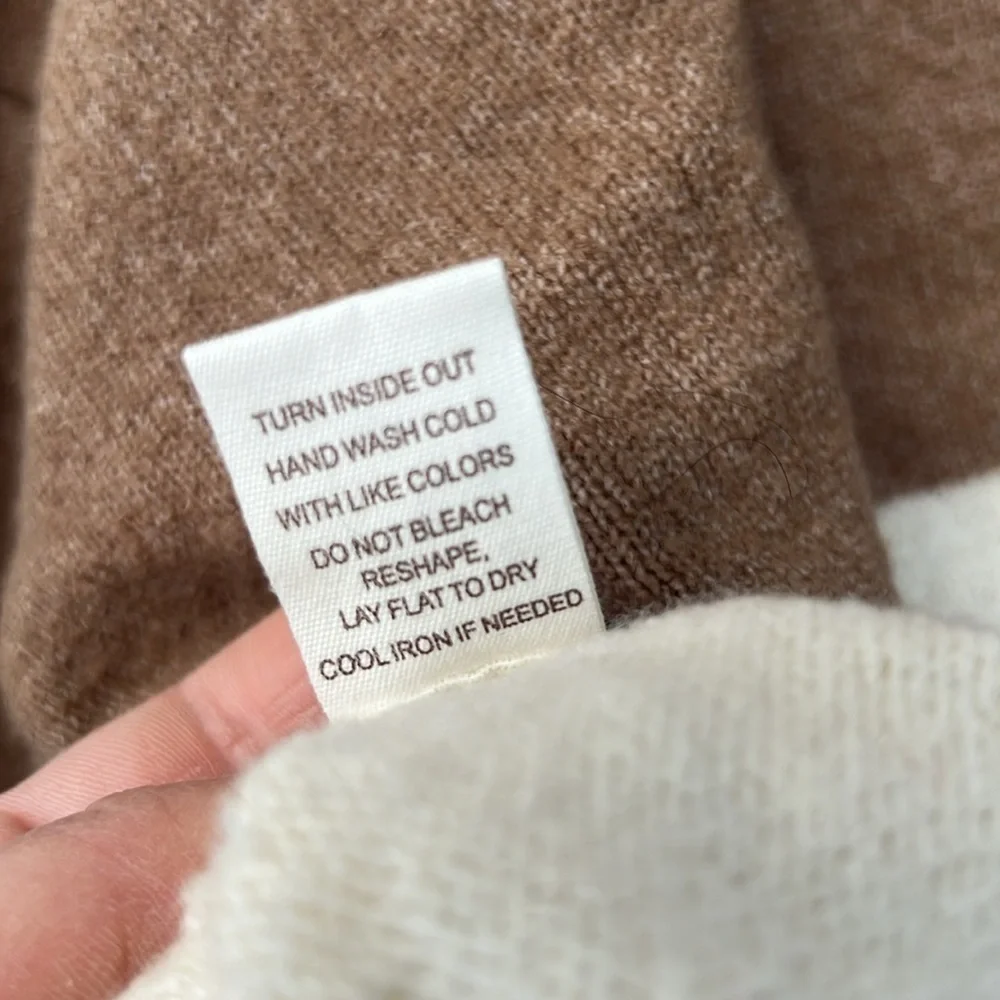 TURN INSIDE OUT
HAND WASH COLD
WITH LIKE COLORS
DO NOT BLEACH
RESHAPE,
LAY FLAT TO DRY
COOL IRON IF NEEDED